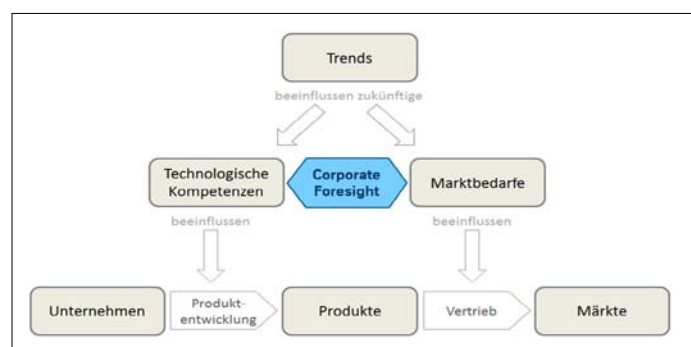 Trends
beeinflussen zukünftige
Technologische
Kompetenzen
Corporate
Foresight
Marktbedarfe
beeinflussen
beeinflussen
Unternehmen
Produkt-
entwicklung
Produkte
Vertrieb
Märkte